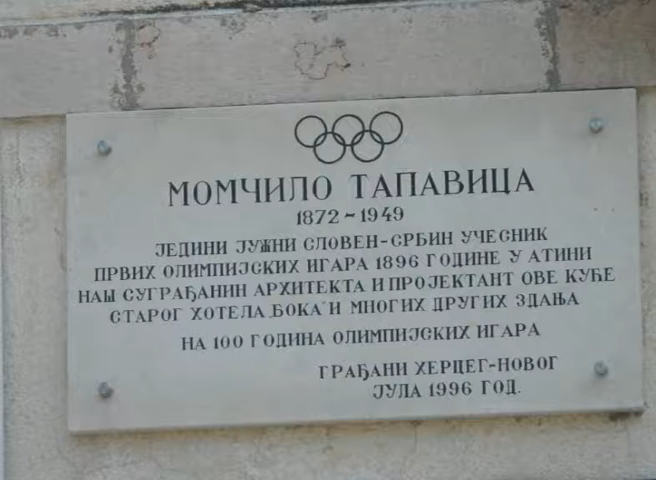 МОМЧИЛО ТАПАВИЦА
1872~1949
ЈЕДИНИ ЈУЖНИ СЛОВЕН-СРБИН УЧЕСНИК
ПРВИХ ОЛИМПИЈСКИХ ИГАРА 1896 ГОДИНЕ У АТИНИ
НАШ СУГРАЂАНИН АРХИТЕКТА И ПРОЈЕКТАНТ ОВЕ КУЋЕ
СТАРОГ ХОТЕЛА „БОКА“ И МНОГИХ ДРУГИХ ЗДАЊА
НА 100 ГОДИНА ОЛИМПИЈСКИХ ИГАРА
ГРАЂАНИ ХЕРЦЕГ-НОВОГ
ЈУЛА 1996 ГОД.